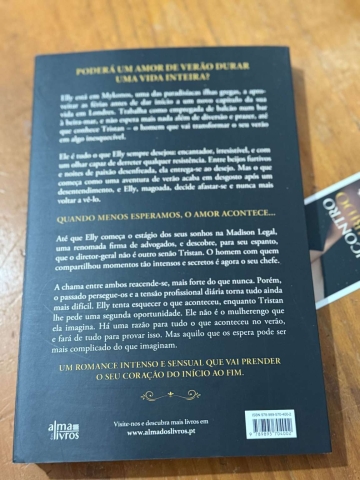 PODERÁ UM AMOR DE VERÃO DURAR
UMA VIDA INTEIRA?
Elly está em Mykonos, uma das paradisíacas ilhas gregas, a apro-
veitar as férias antes de dar início a um novo capítulo da sua
vida em Londres. Trabalha como empregada de balcão num bar
à beira-mar, e não espera mais nada além de diversão e prazer, até
que conhece Tristan – o homem que vai transformar o seu verão
em algo inesquecível.
Ele é tudo o que Elly sempre desejou: encantador, irresistível, e com
um olhar capaz de derreter qualquer resistência. Entre beijos furtivos
e noites de paixão desenfreada, ela entrega-se ao desejo. Mas o que
começa como uma aventura de verão acaba em desgosto após um
desentendimento, e Elly, magoada, decide afastar-se e nunca mais
voltar a vê-lo.
QUANDO MENOS ESPERAMOS, O AMOR ACONTECE...
Até que Elly começa o estágio dos seus sonhos na Madison Legal,
uma renomada firma de advogados, e descobre, para seu espanto,
que o diretor-geral não é outro senão Tristan. O homem com quem
compartilhou momentos tão intensos e secretos é agora o seu chefe.
A chama entre ambos reacende-se, mais forte do que nunca. Porém,
o passado persegue-os e a tensão profissional diária torna tudo ainda
mais difícil. Elly tenta esquecer o que aconteceu, enquanto Tristan
lhe pede uma segunda oportunidade. Ele não é o mulherengo que
ela imagina. Há uma razão para tudo o que aconteceu no verão,
e fará de tudo para provar isso. Mas aquilo que os espera pode ser
mais complicado do que imaginam.
UM ROMANCE INTENSO E SENSUAL QUE VAI PRENDER
O SEU CORAÇÃO DO INÍCIO AO FIM.
alma
dos
livros
Visite-nos e descubra mais livros em
www.almadoslivros.pt
CONTRO